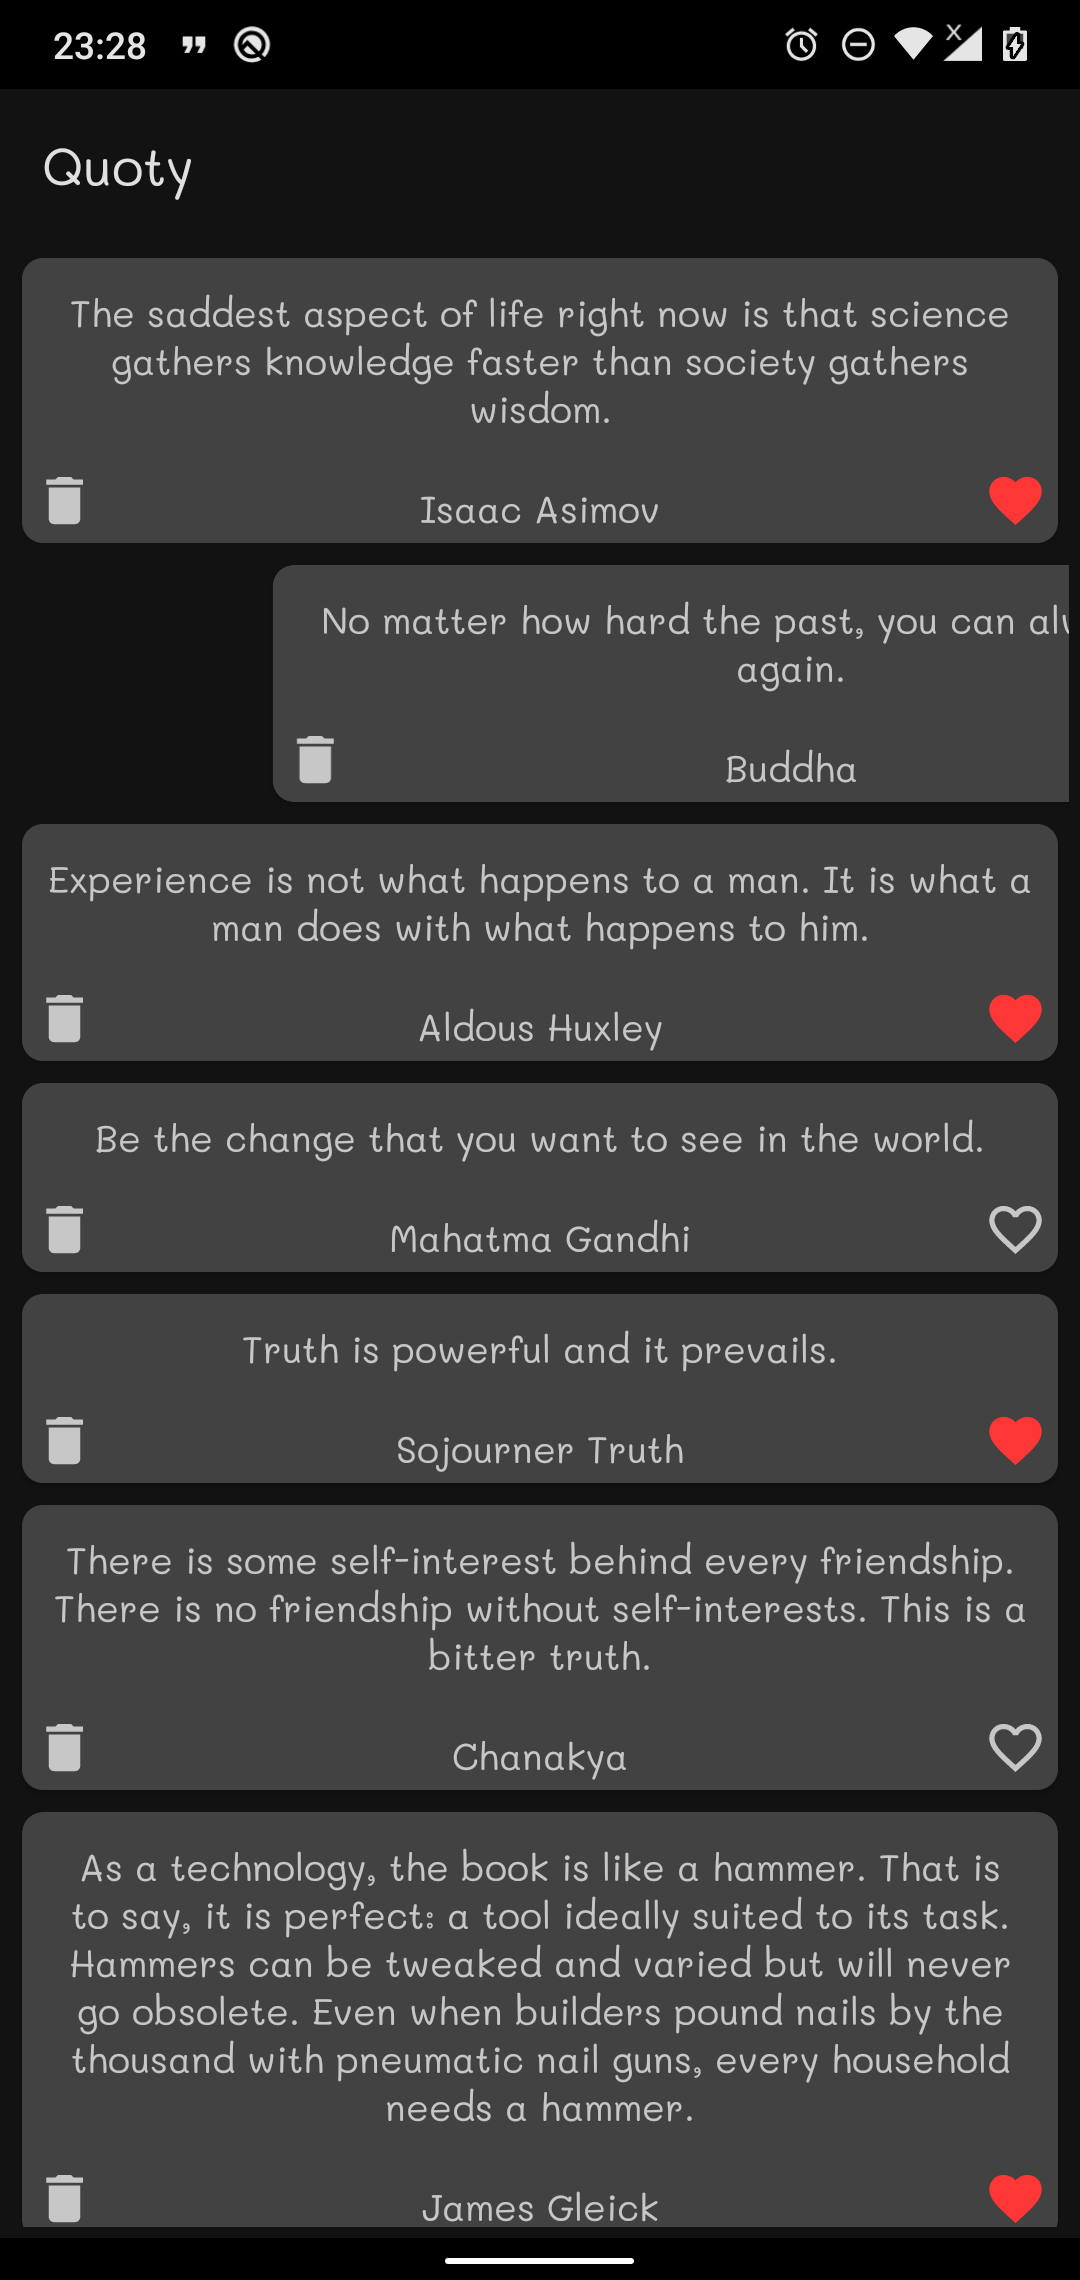 23:28
Quoty
The saddest aspect of life right now is that science
gathers knowledge faster than society gathers
wisdom.
Isaac Asimov
No matter how hard the past, you can
again.
Buddha
Experience is not what happens to a man. It is what a
man does with what happens to him.
Aldous Huxley
Be the change that you want to see in the world.
Mahatma Gandhi
Truth is powerful and it prevails.
Sojourner Truth
There is some self-interest behind every friendship.
There is no friendship without self-interests. This is a
bitter truth.
Chanakya
As a technology, the book is like a hammer. That is
to say, it is perfect: a tool ideally suited to its task.
Hammers can be tweaked and varied but will never
go obsolete. Even when builders pound nails by the
thousand with pneumatic nail guns, every household
needs a hammer.
James Gleick